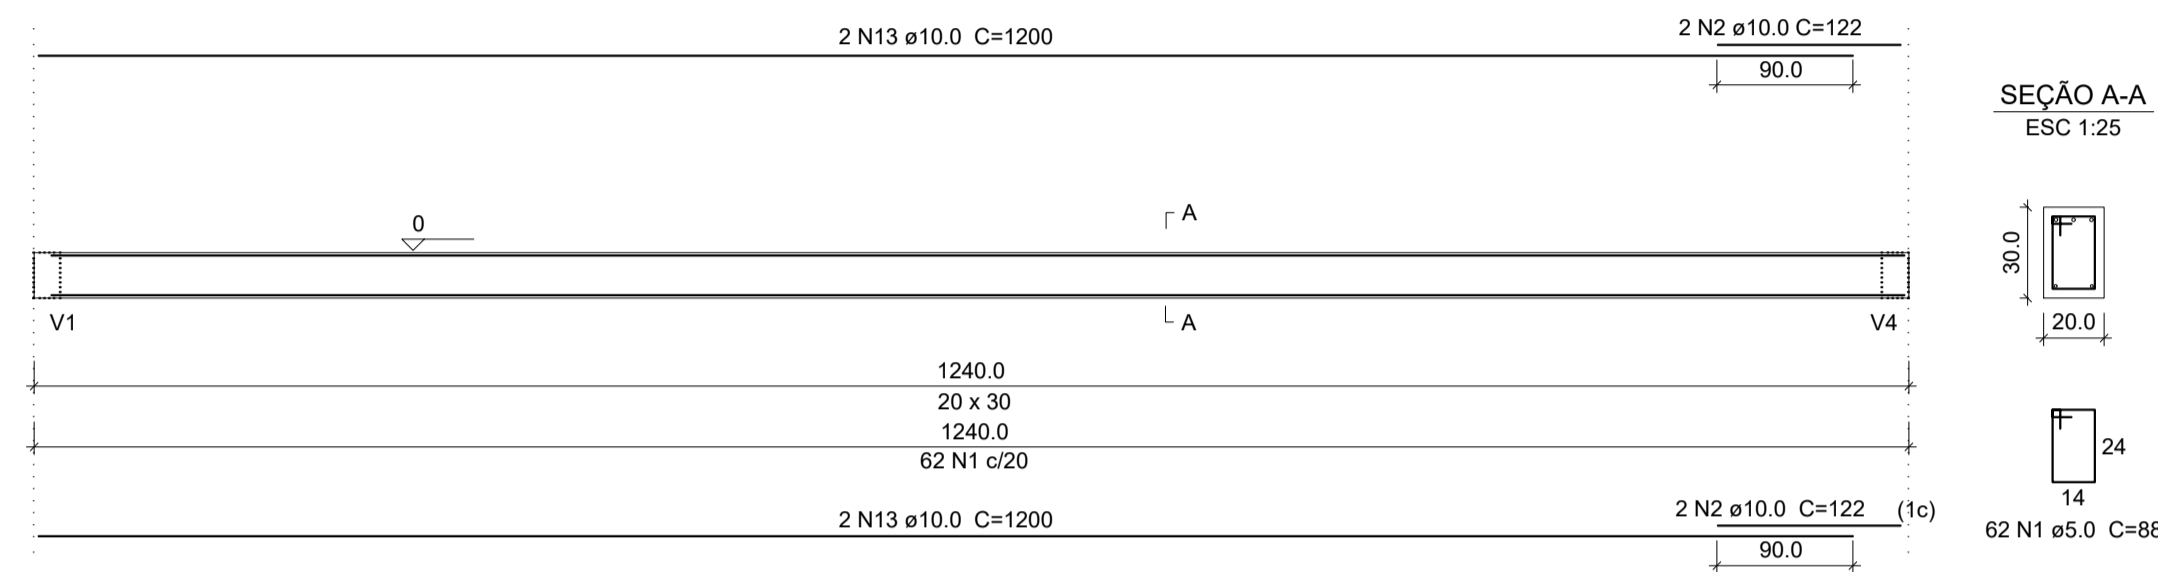 2 N13 ø10.0 C=1200
2 N2 ø10.0 C=122
90.0
SEÇÃO A-A
ESC 1:25
0
A
30.0
20.0
A
V1
V4
1240.0
20 x 30
1240.0
62 N1 c/20
24
14
62 N1 ø5.0 C=88
2 N13 ø10.0 C=1200
2 N2 ø10.0 C=122 (1c)
90.0